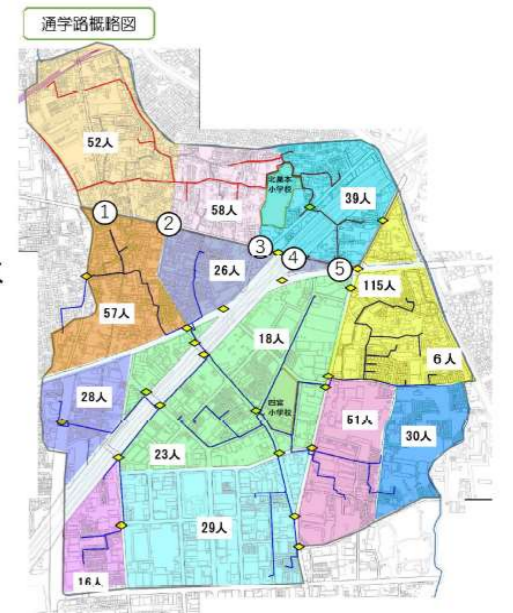 通学路概略図
52人
58人
北巣本
小学校
39人
①
②
③
④
⑤
26人
57人
115人
18人
6人
28人
四宮
小学校
51人
30人
23人
29人
16人